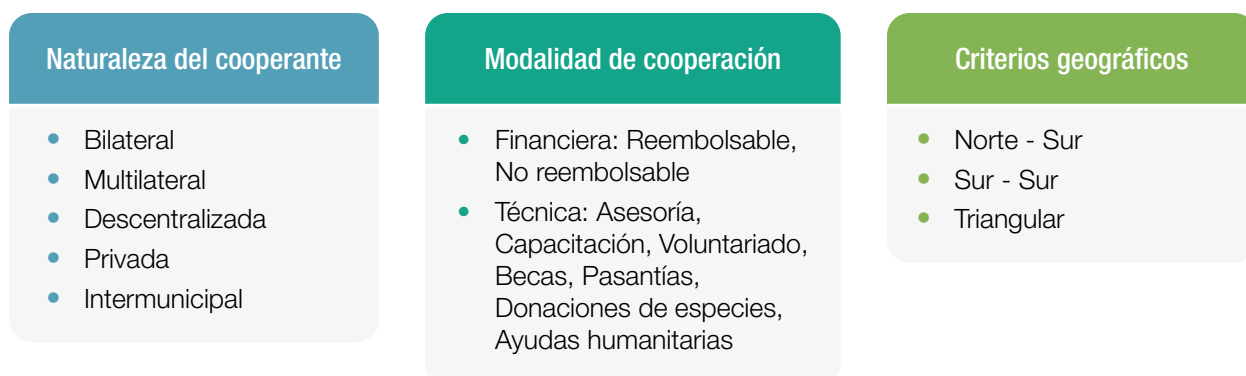 Naturaleza del cooperante
Bilateral
Multilateral
Descentralizada
Privada
Intermunicipal
Modalidad de cooperación
Financiera: Reembolsable,
No reembolsable
Técnica: Asesoría,
Capacitación, Voluntariado,
Becas, Pasantías,
Donaciones de especies,
Ayudas humanitarias
Criterios geográficos
Norte - Sur
Sur - Sur
Triangular